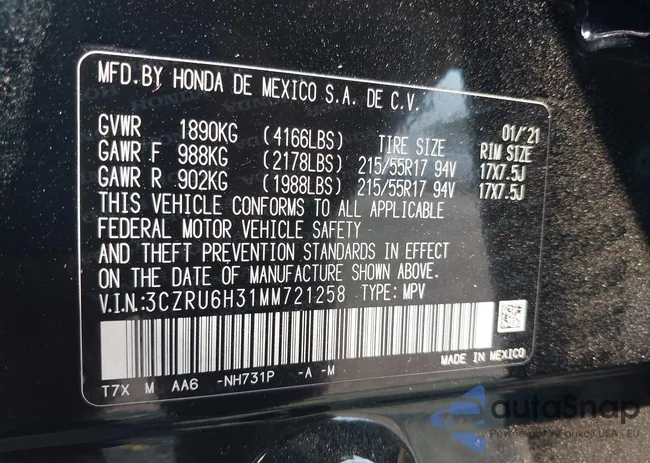 MFD.BY HONDA DE MEXICO S.A. DE C.V.
01/'21
GVWR 1890KG (4166LBS) TIRE SIZE RIM SIZE
GAWR F 988KG (2178LBS) 215/55R17 94V 17X7.5J
GAWR R 902KG (1988LBS) 215/55R17 94V 17X7.5J
THIS VEHICLE CONFORMS TO ALL APPLICABLE
FEDERAL MOTOR VEHICLE SAFETY
AND THEFT PREVENTION STANDARDS IN EFFECT
ON THE DATE OF MANUFACTURE SHOWN ABOVE.
V.I.N.:3CZRU6H31MM721258 TYPE: MPV
MADE IN MEXICO
T7X M AA6 -NH731P -A -M
autoSnap